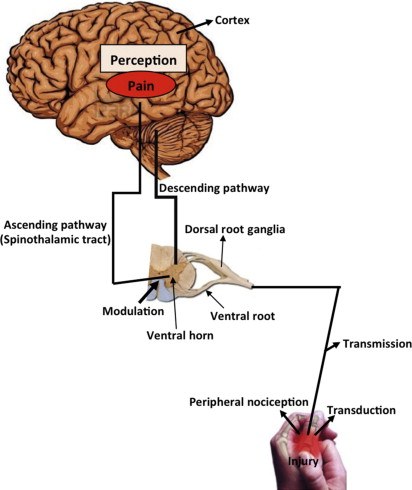 Cortex
Perception
Pain
Descending pathway
Ascending pathway
(Spinothalamic tract)
Dorsal root ganglia
Modulation
Ventral root
Ventral horn
Transmission
Peripheral nociception
Transduction
Injury